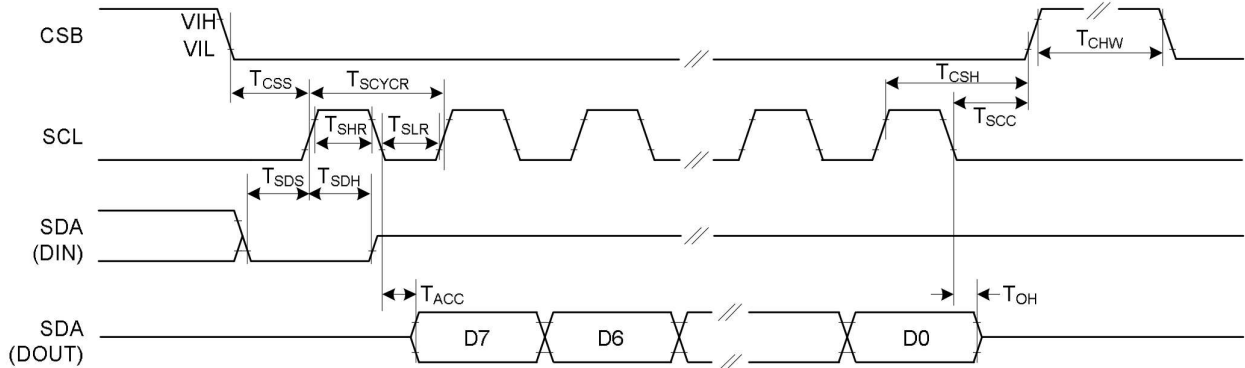 CSB
VIH
VIL
TCHW
TCSS
TSCYCR
TCSH
SCL
TSHR
TSLR
TSCC
TSDS
TSDH
SDA
(DIN)
TACC
TOH
SDA
(DOUT)
D7
D6
D0